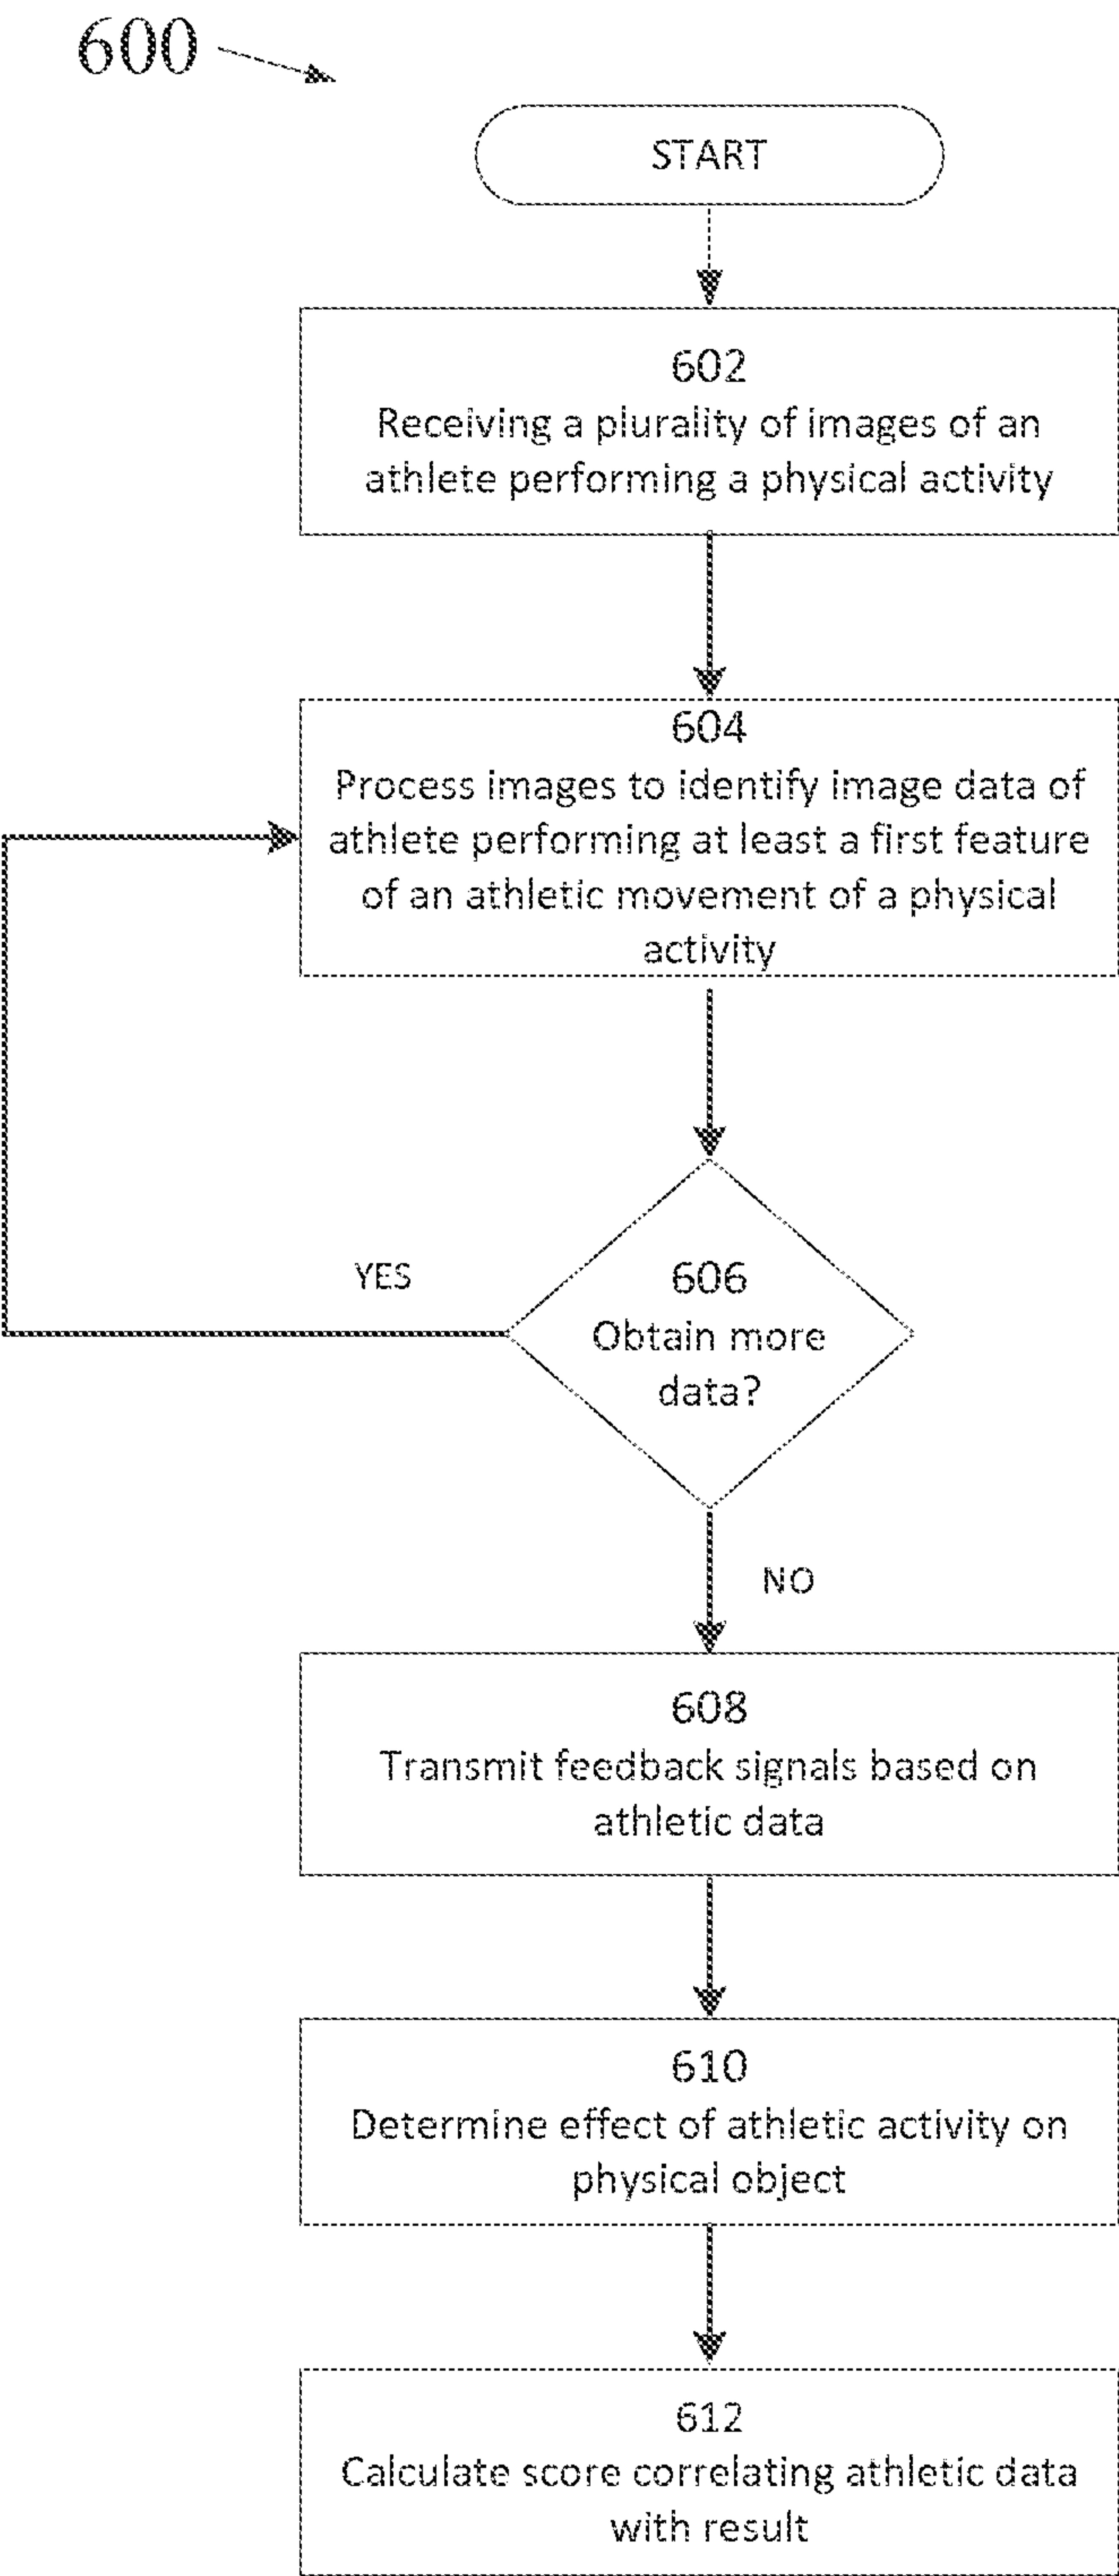 600
START
602
Receiving a plurality of images of an
athlete performing a physical activity
604
Process images to identify image data of
athlete performing at least a first feature
of an athletic movement of a physical
activity
YES
606
Obtain more
data?
NO
608
Transmit feedback signals based on
athletic data
610
Determine effect of athletic activity on
physical object
612
Calculate score correlating athletic data
with result